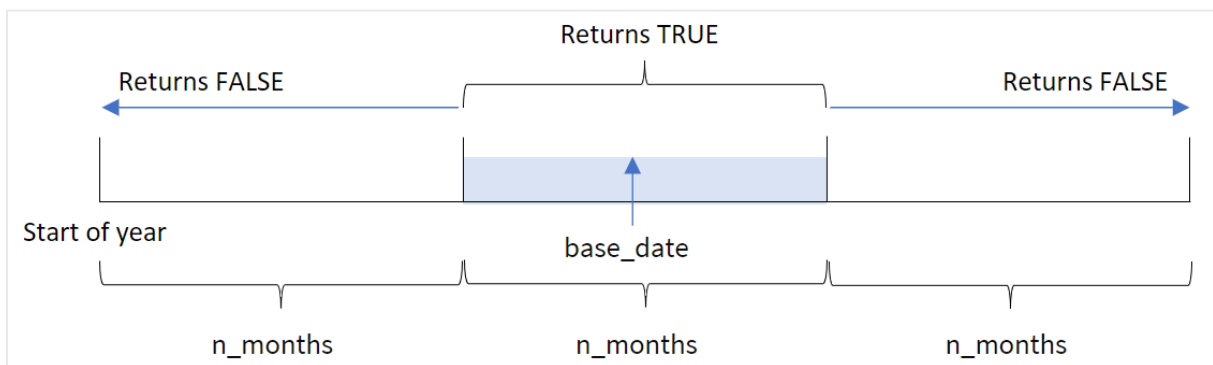 Returns TRUE
Returns FALSE
Returns FALSE
Start of year
base_date
n_months
n_months
n_months